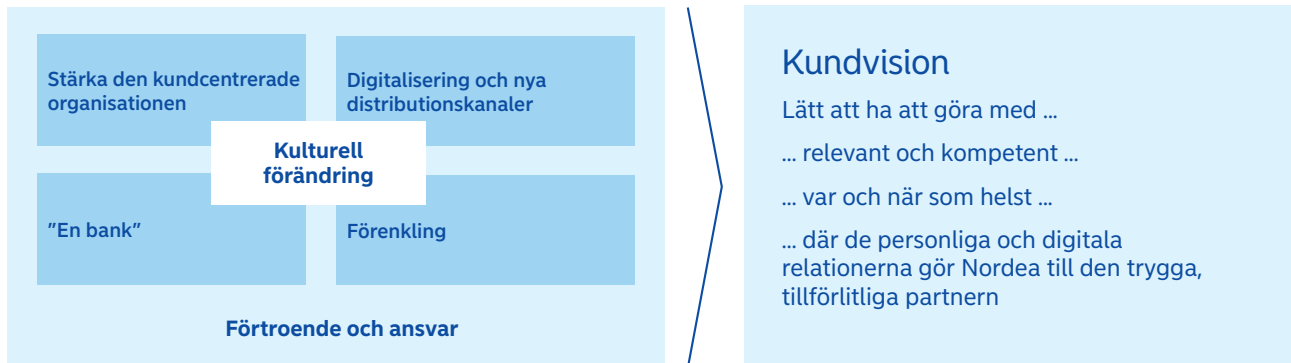 Stärka den kundcentrerade
organisationen
Digitalisering och nya
distributionskanaler
Kulturell
förändring
”En bank”
Förenkling
Förtroende och ansvar
Kundvision
Lätt att ha att göra med ...
... relevant och kompetent ...
... var och när som helst ...
... där de personliga och digitala
relationerna gör Nordea till den trygga,
tillförlitliga partnern